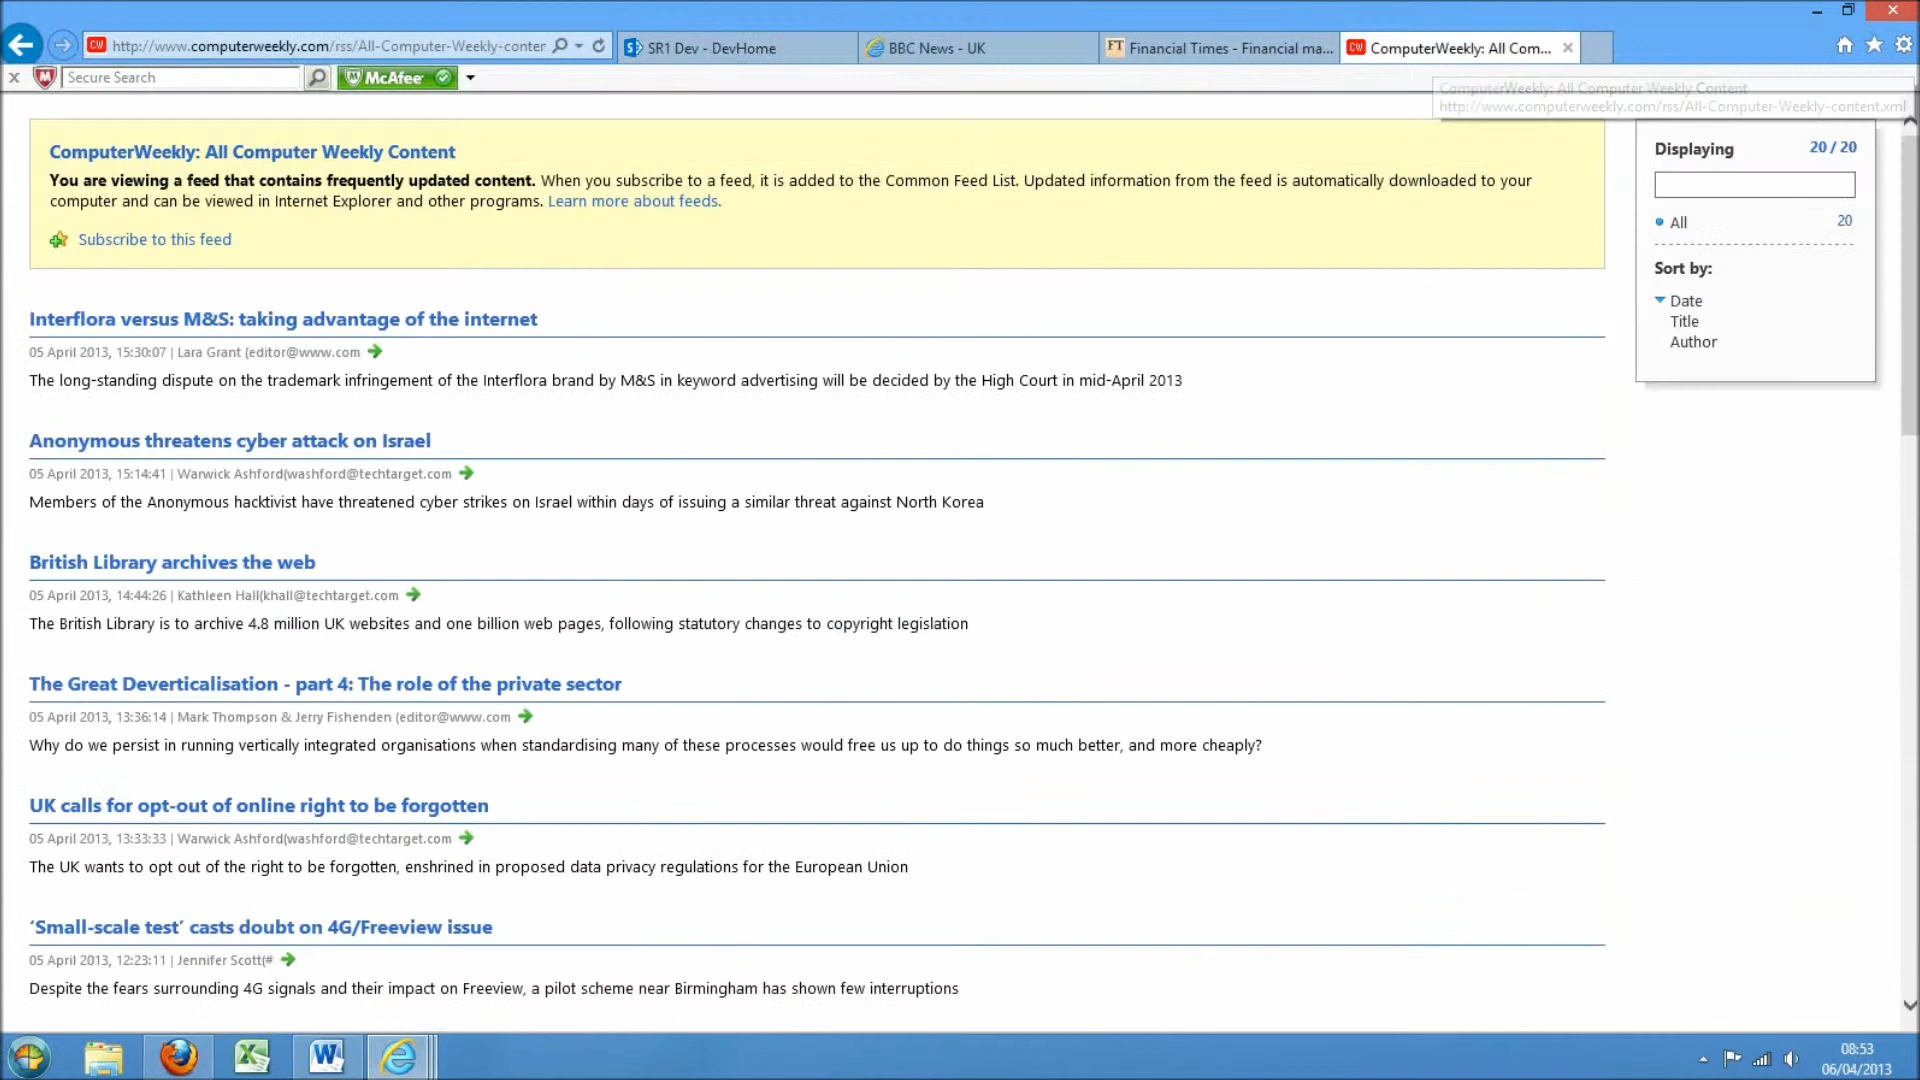 http://www.computerweekly.com/rss/All-Computer-Weekly-conter
SR1 Dev - DevHome
BBC News - UK
FT Financial Times - Financial ma...
CW ComputerWeekly: All Com...
Secure Search
McAfee
ComputerWeekly: All Computer Weekly Content
http://www.computerweekly.com/rss/All-Computer-Weekly-content.xml
ComputerWeekly: All Computer Weekly Content
You are viewing a feed that contains frequently updated content. When you subscribe to a feed, it is added to the Common Feed List. Updated information from the feed is automatically downloaded to your
computer and can be viewed in Internet Explorer and other programs. Learn more about feeds.
Subscribe to this feed
Displaying 20 / 20
All 20
Sort by:
Date
Title
Author
Interflora versus M&S: taking advantage of the internet
05 April 2013, 15:30:07 | Lara Grant (editor@www.com
The long-standing dispute on the trademark infringement of the Interflora brand by M&S in keyword advertising will be decided by the High Court in mid-April 2013
Anonymous threatens cyber attack on Israel
05 April 2013, 15:14:41 | Warwick Ashford(washford@techtarget.com
Members of the Anonymous hacktivist have threatened cyber strikes on Israel within days of issuing a similar threat against North Korea
British Library archives the web
05 April 2013, 14:44:26 | Kathleen Hall(khall@techtarget.com
The British Library is to archive 4.8 million UK websites and one billion web pages, following statutory changes to copyright legislation
The Great Deverticalisation - part 4: The role of the private sector
05 April 2013, 13:36:14 | Mark Thompson & Jerry Fishenden (editor@www.com
Why do we persist in running vertically integrated organisations when standardising many of these processes would free us up to do things so much better, and more cheaply?
UK calls for opt-out of online right to be forgotten
05 April 2013, 13:33:33 | Warwick Ashford(washford@techtarget.com
The UK wants to opt out of the right to be forgotten, enshrined in proposed data privacy regulations for the European Union
‘Small-scale test’ casts doubt on 4G/Freeview issue
05 April 2013, 12:23:11 | Jennifer Scott(#
Despite the fears surrounding 4G signals and their impact on Freeview, a pilot scheme near Birmingham has shown few interruptions
08:53
06/04/2013